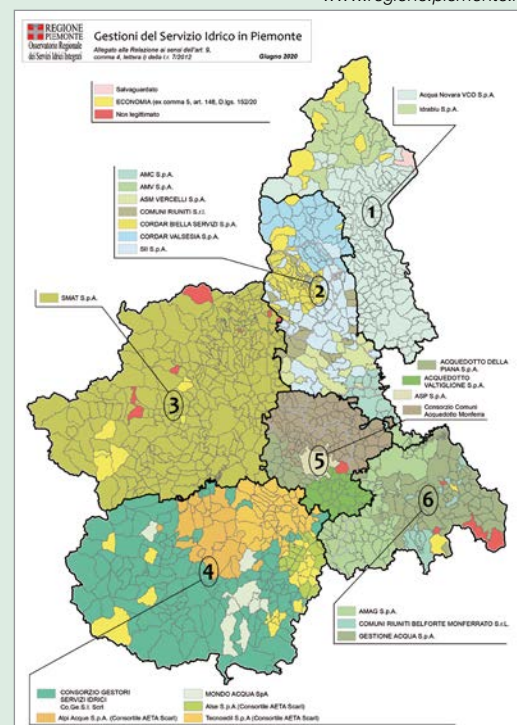 www.regione.piemonte.i
REGIONE
PIEMONTE
Osservatorio Regionale
dei Servizi Idrici Integrati
Gestioni del Servizio Idrico in Piemonte
Allegato alla Relazione ai sensi dell'art. 9,
comma 4, lettera i) della l.r. 7/2012
Giugno 2020
Salvaguardato
ECONOMIA (ex comma 5, art. 148, D.lgs. 152/20
Non legittimato
Acqua Novara VCO S.p.A.
Idrablu S.p.A.
AMC S.p.A.
AMV S.p.A.
ASM VERCELLI S.p.A.
COMUNI RIUNITI S.r.l.
CORDAR BIELLA SERVIZI S.p.A.
CORDAR VALSESIA S.p.A.
SII S.p.A.
1
2
SMAT S.p.A.
3
ACQUEDOTTO DELLA
PIANA S.p.A.
ACQUEDOTTO
VALTIGLIONE S.p.A.
ASP S.p.A.
Consorzio Comuni
Acquedotto Monferra
5
6
4
AMAG S.p.A.
COMUNI RIUNITI BELFORTE MONFERRATO S.r.L.
GESTIONE ACQUA S.p.A.
CONSORZIO GESTORI
SERVIZI IDRICI
Co.Ge.S.I. Scrl
Alpi Acque S.p.A. (Consortile AETA Scarl)
MONDO ACQUA SpA
Alse S.p.A.(Consortile AETA Scarl)
Tecnoedil S.p.A (Consortile AETA Scarl)